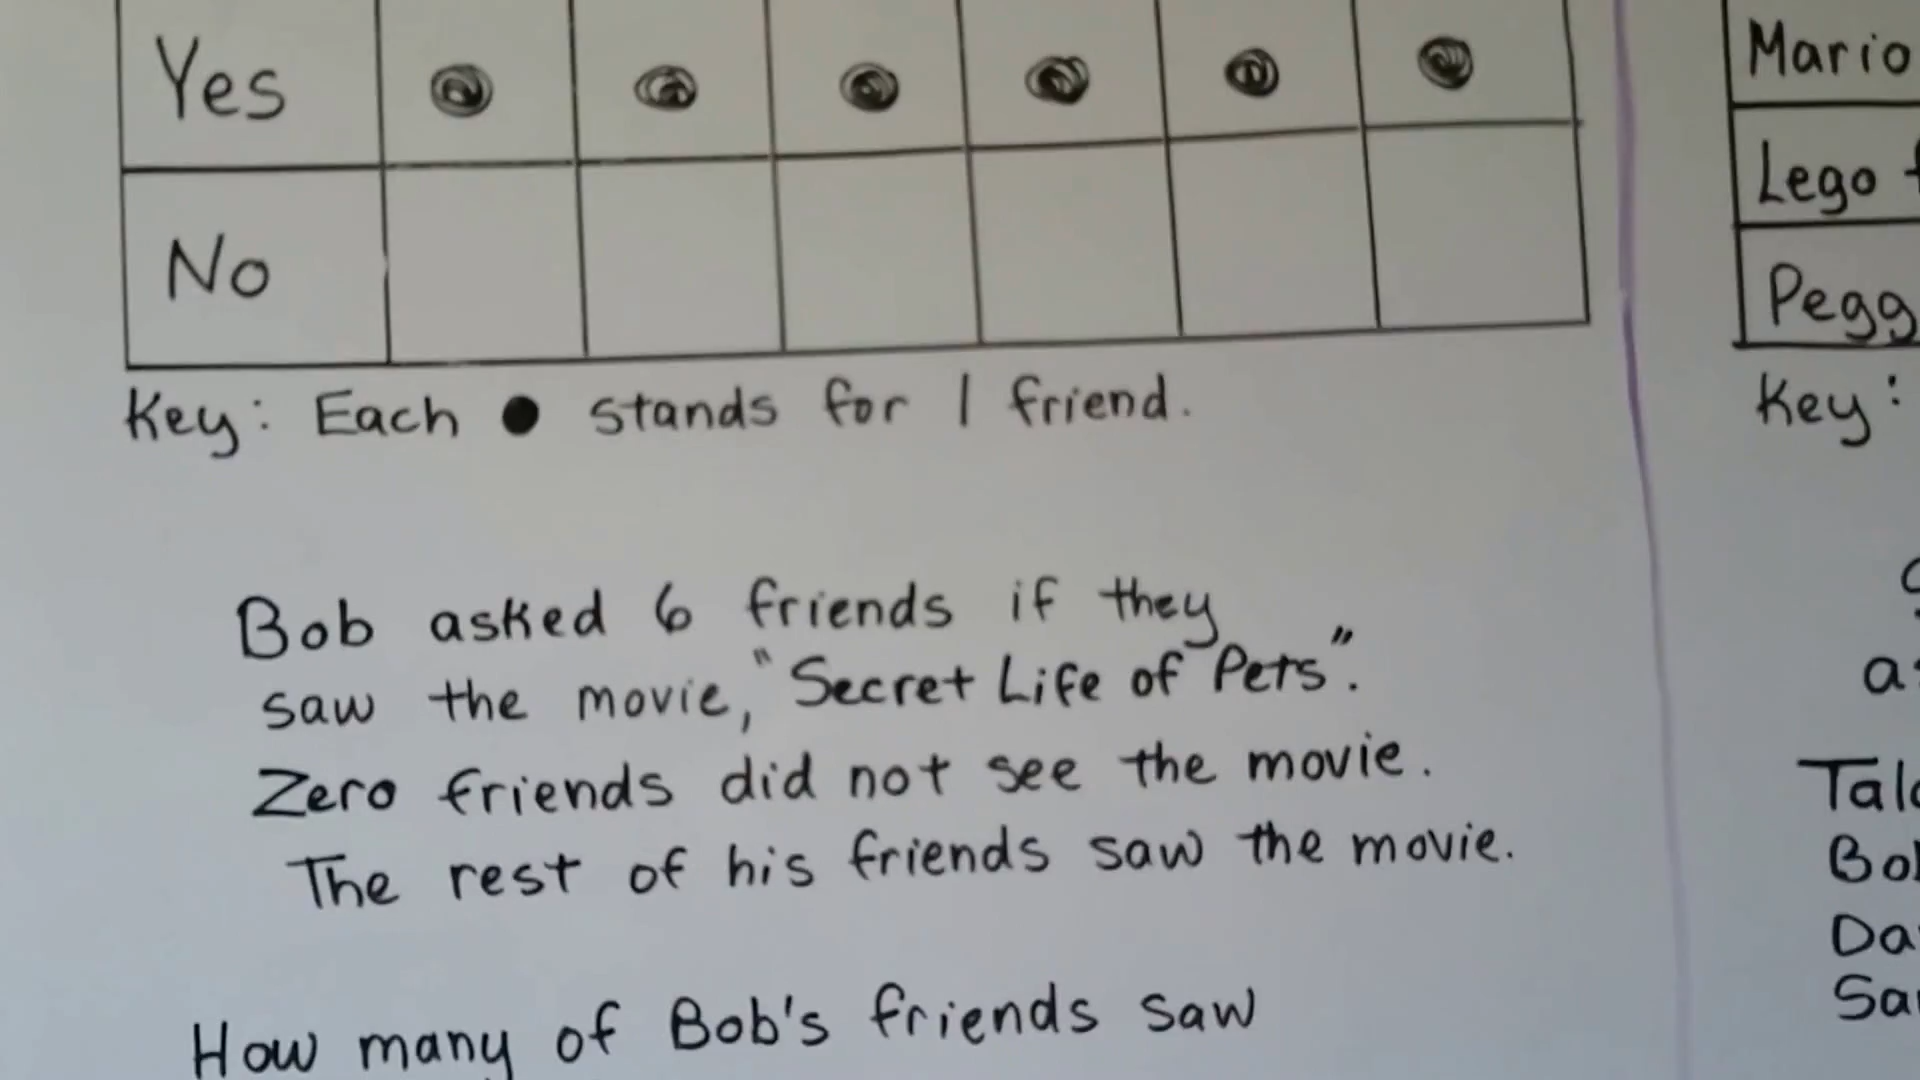 Yes
No
Key: Each ● stands for 1 friend.
Bob asked 6 friends if they
saw the movie, "Secret Life of Pets".
Zero friends did not see the movie.
The rest of his friends saw the movie.
How many of Bob's friends saw
Mario
Lego
Key: